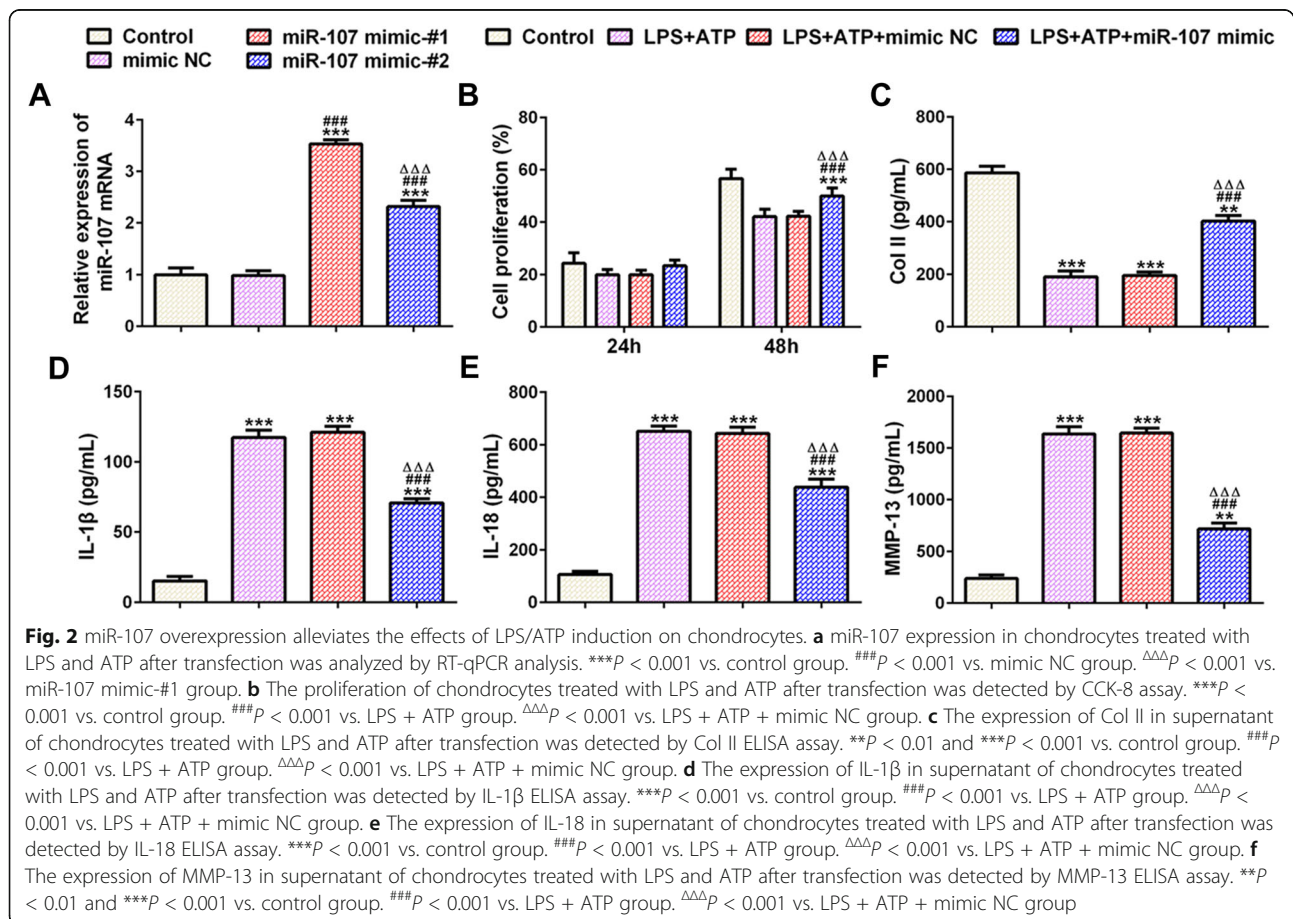 Control miR-107 mimic-#1 Control LPS+ATP LPS+ATP+mimic NC LPS+ATP+miR-107 mimic
mimic NC miR-107 mimic-#2
A
Relative expression of
miR-107 mRNA
4
3
2
1
0
###
***
ΔΔΔ
###
***
B
Cell proliferation (%)
80
60
40
20
0
ΔΔΔ
###
***
24h 48h
C
Col II (pg/mL)
800
600
400
200
0
***
***
ΔΔΔ
###
**
D
IL-1β (pg/mL)
150
100
50
0
***
***
ΔΔΔ
###
***
E
IL-18 (pg/mL)
800
600
400
200
0
***
***
ΔΔΔ
###
***
F
MMP-13 (pg/mL)
2000
1500
1000
500
0
***
***
ΔΔΔ
###
**
Fig. 2 miR-107 overexpression alleviates the effects of LPS/ATP induction on chondrocytes. a miR-107 expression in chondrocytes treated with
LPS and ATP after transfection was analyzed by RT-qPCR analysis. ***P < 0.001 vs. control group. ###P < 0.001 vs. mimic NC group. ΔΔΔP < 0.001 vs.
miR-107 mimic-#1 group. b The proliferation of chondrocytes treated with LPS and ATP after transfection was detected by CCK-8 assay. ***P <
0.001 vs. control group. ###P < 0.001 vs. LPS + ATP group. ΔΔΔP < 0.001 vs. LPS + ATP + mimic NC group. c The expression of Col II in supernatant
of chondrocytes treated with LPS and ATP after transfection was detected by Col II ELISA assay. **P < 0.01 and ***P < 0.001 vs. control group. ###P
< 0.001 vs. LPS + ATP group. ΔΔΔP < 0.001 vs. LPS + ATP + mimic NC group. d The expression of IL-1β in supernatant of chondrocytes treated
with LPS and ATP after transfection was detected by IL-1β ELISA assay. ***P < 0.001 vs. control group. ###P < 0.001 vs. LPS + ATP group. ΔΔΔP <
0.001 vs. LPS + ATP + mimic NC group. e The expression of IL-18 in supernatant of chondrocytes treated with LPS and ATP after transfection was
detected by IL-18 ELISA assay. ***P < 0.001 vs. control group. ###P < 0.001 vs. LPS + ATP group. ΔΔΔP < 0.001 vs. LPS + ATP + mimic NC group. f
The expression of MMP-13 in supernatant of chondrocytes treated with LPS and ATP after transfection was detected by MMP-13 ELISA assay. **P
< 0.01 and ***P < 0.001 vs. control group. ###P < 0.001 vs. LPS + ATP group. ΔΔΔP < 0.001 vs. LPS + ATP + mimic NC group